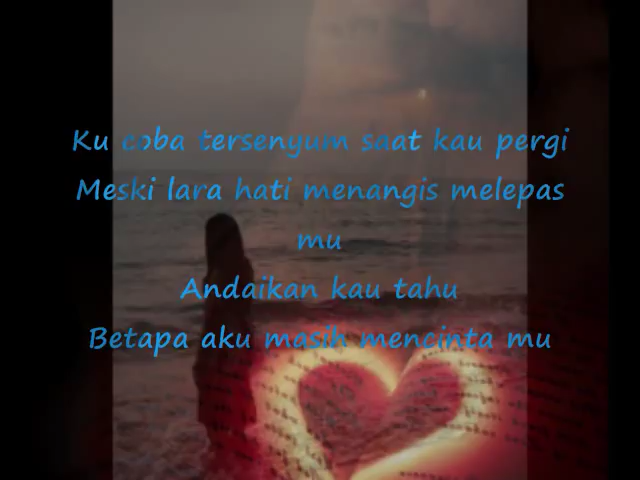 Ku coba tersenyum saat kau pergi
Meski lara hati menangis melepas
mu
Andaikan kau tahu
Betapa aku masih mencinta mu